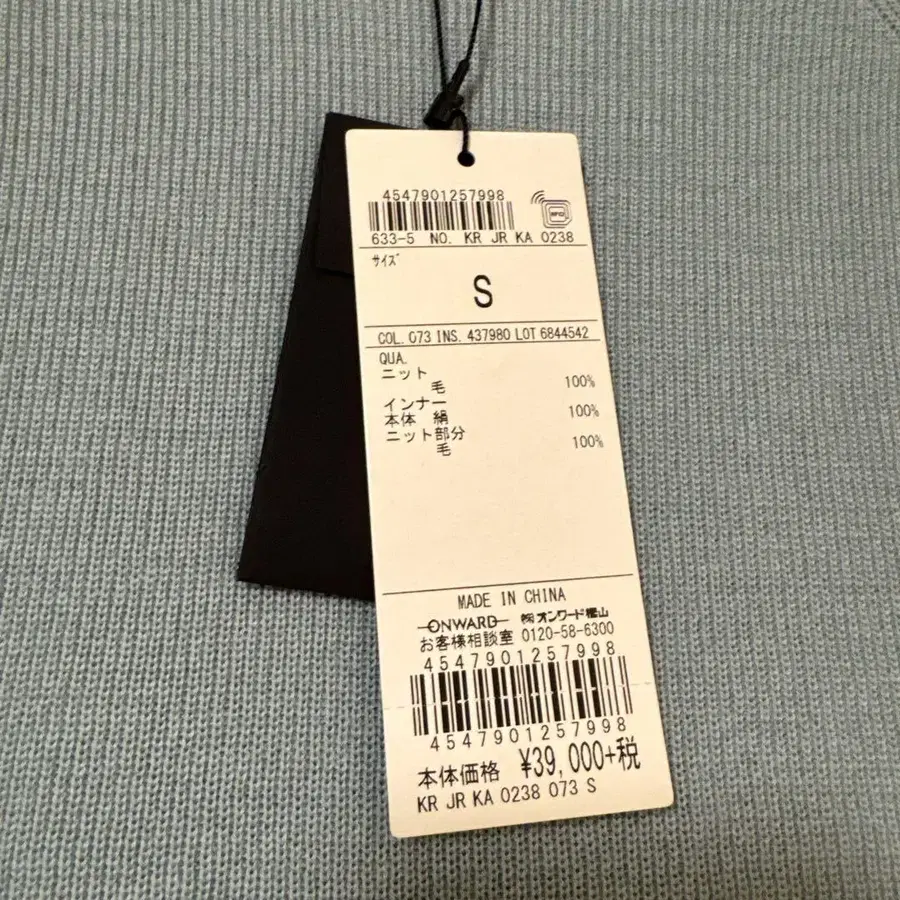 4547901257998
RFID
633-5 NO. KR JR KA 0238
サイズ
S
COL. 073 INS. 437980 LOT 6844542
QUA.
ニット
毛 100%
インナー
本体 絹 100%
ニット部分
毛 100%
MADE IN CHINA
ONWARD ㈱オンワード樫山
お客様相談室 0120-58-6300
4547901257998
4547901257998
本体価格 ¥39,000+税
KR JR KA 0238 073 S